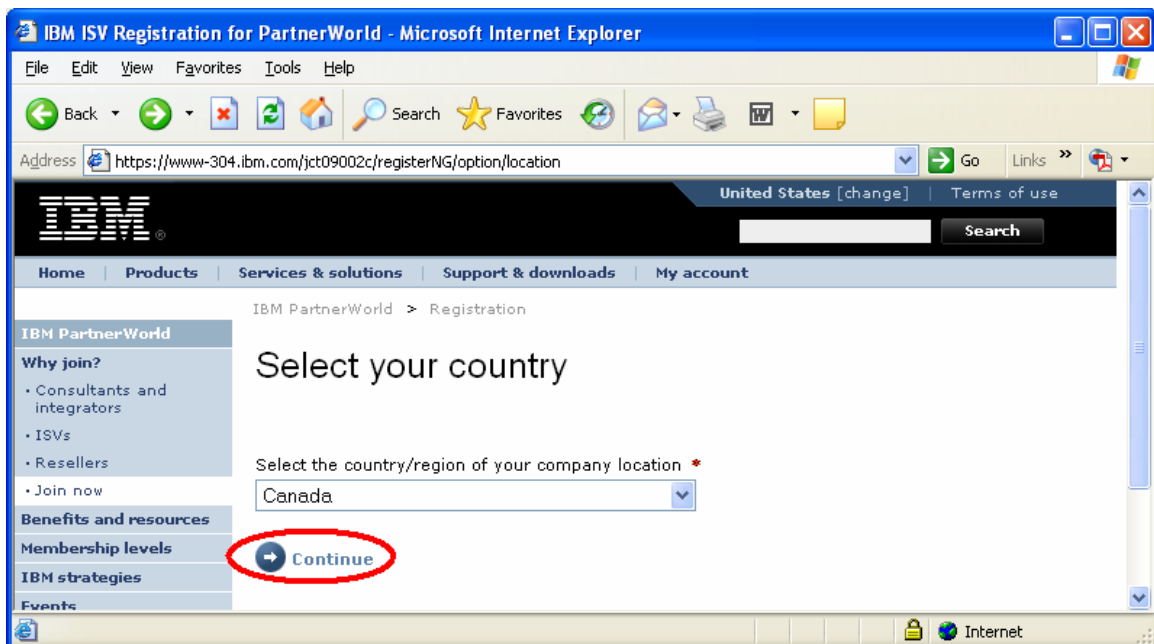 IBM ISV Registration for PartnerWorld - Microsoft Internet Explorer
File Edit View Favorites Tools Help
Back Search Favorites
Address https://www-304.ibm.com/jct09002c/registerNG/option/location Go Links »
United States [change] | Terms of use
IBM ®
Search
Home | Products | Services & solutions | Support & downloads | My account
IBM PartnerWorld > Registration
IBM PartnerWorld
Why join?
Select your country
• Consultants and
integrators
• ISVs
• Resellers
Select the country/region of your company location *
• Join now
Canada
Benefits and resources
Membership levels
Continue
IBM strategies
Events
Internet